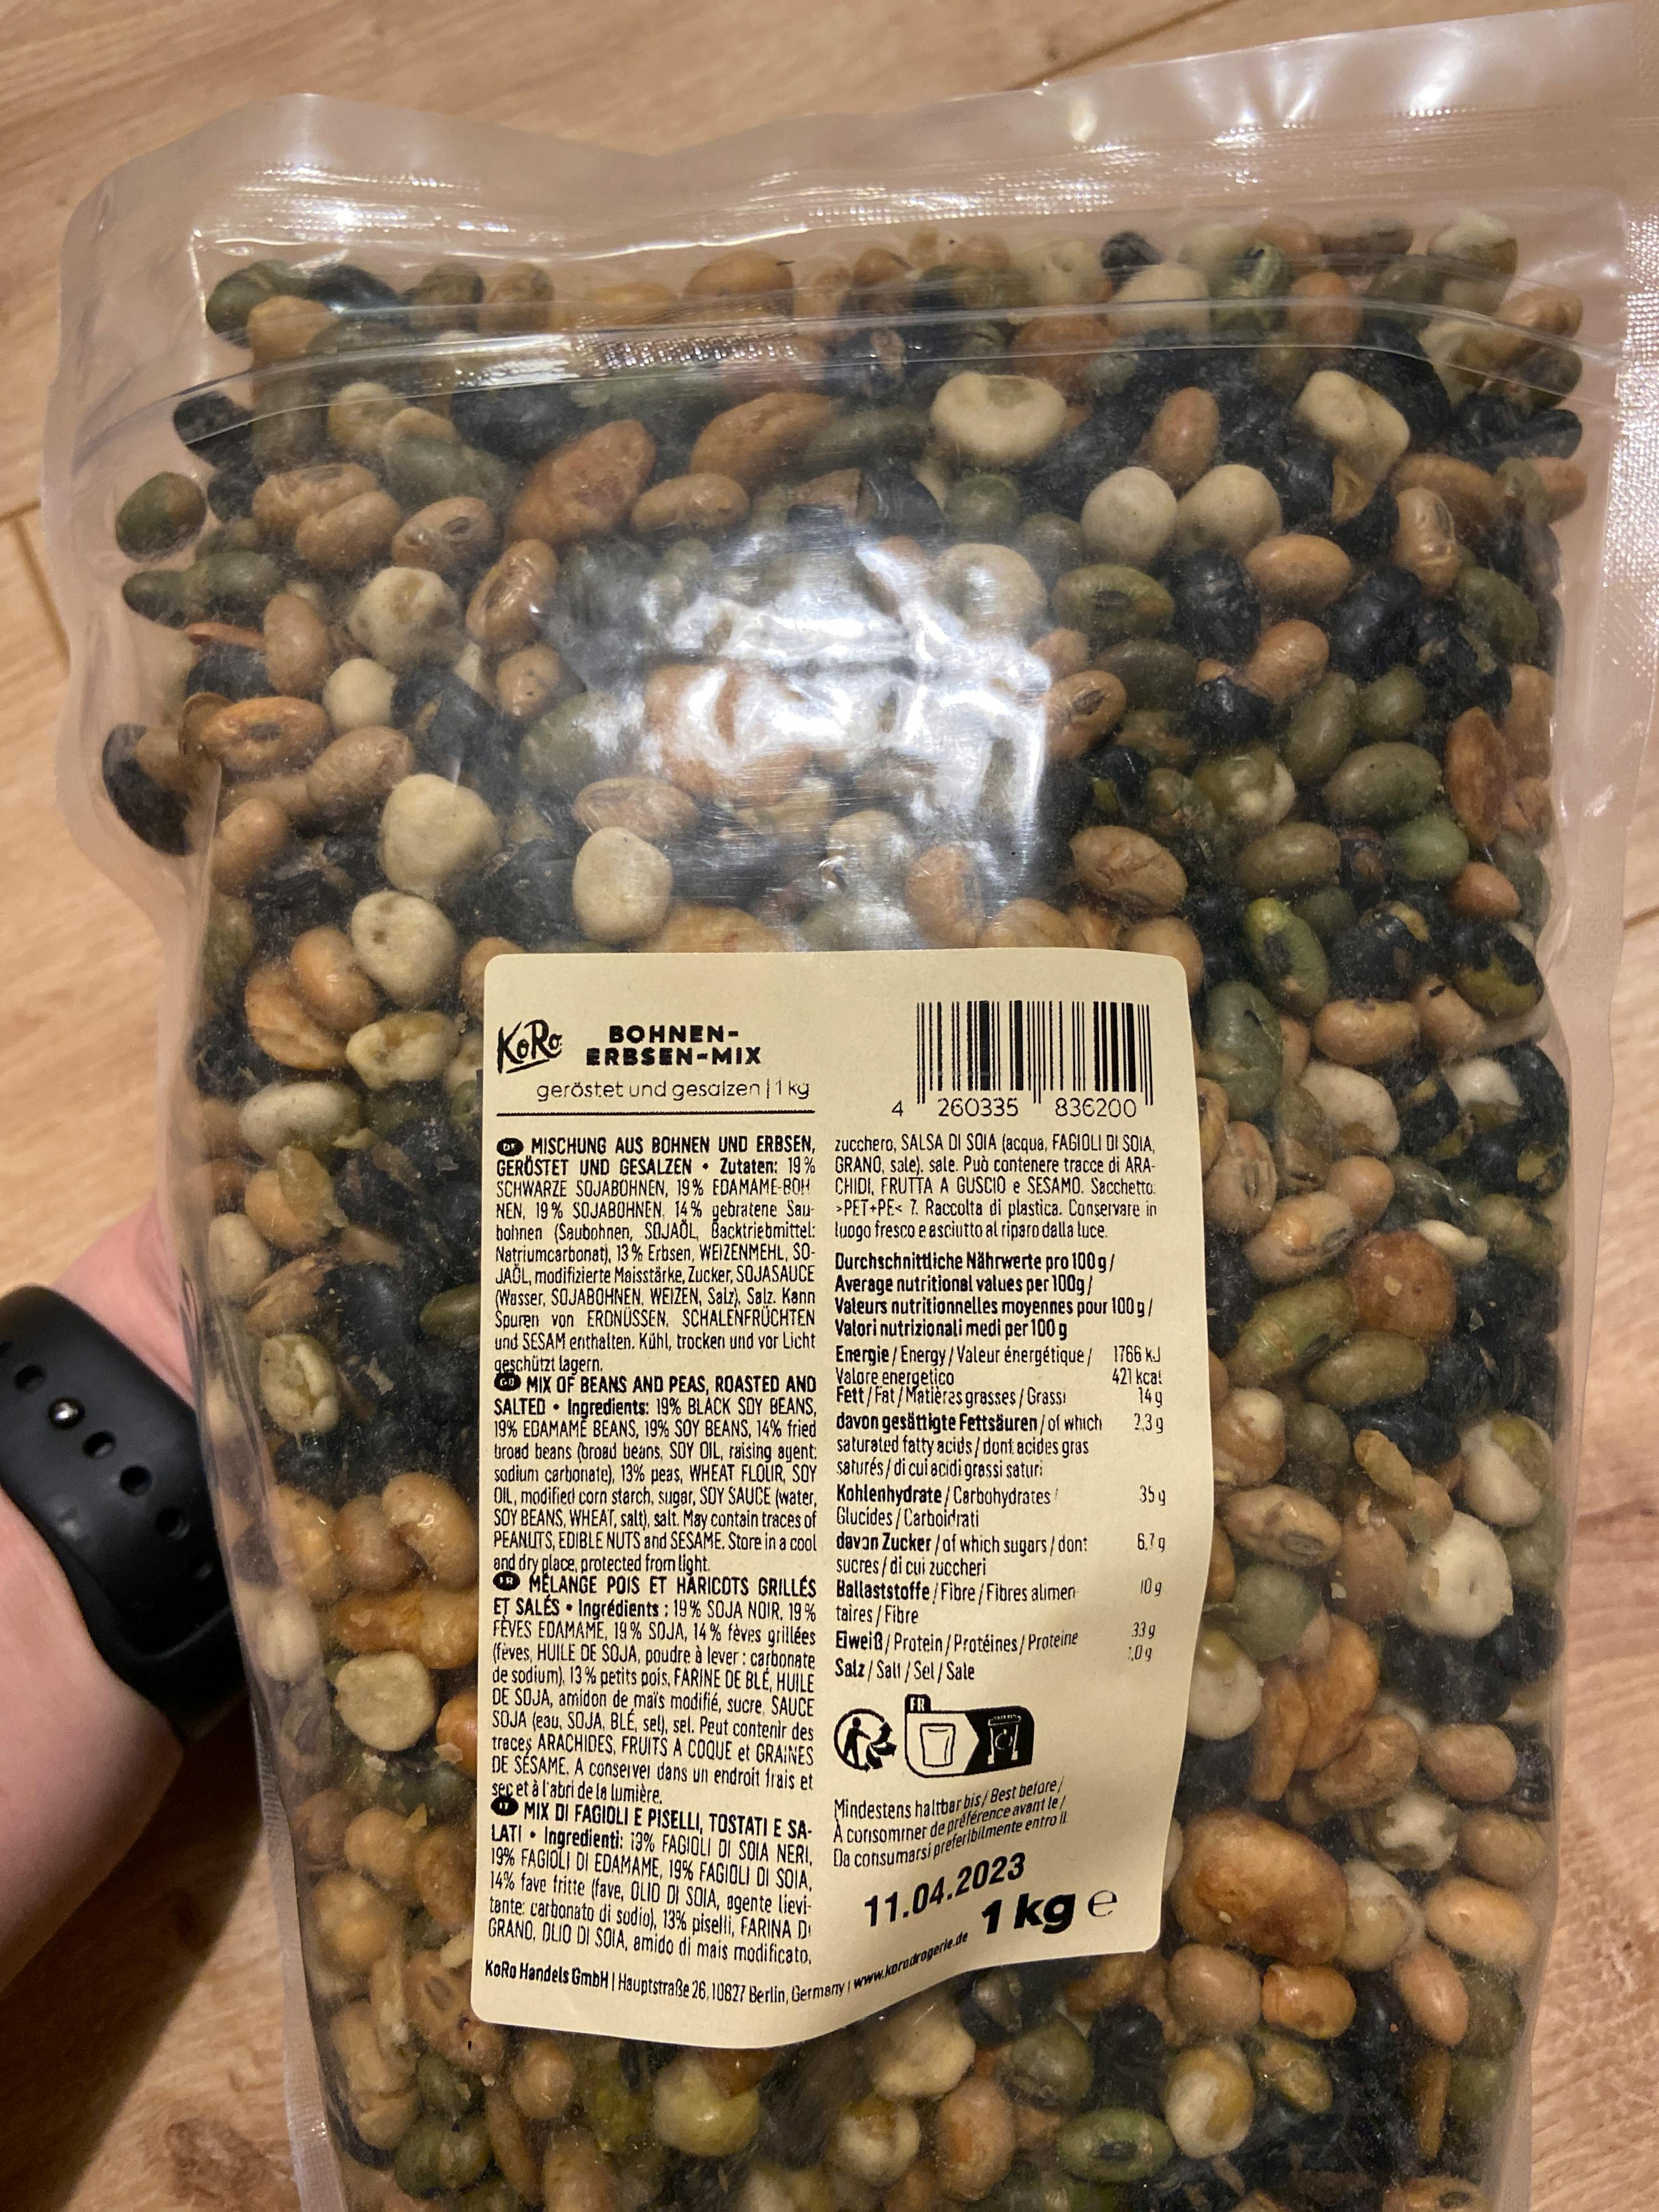 KoRo
BOHNEN-
ERBSEN-MIX
geröstet und gesalzen | 1 kg
DE MISCHUNG AUS BOHNEN UND ERBSEN,
GERÖSTET UND GESALZEN • Zutaten: 19%
SCHWARZE SOJABOHNEN, 19% EDAMAME-BOH
NEN, 19% SOJABOHNEN, 14% gebratene Sau-
bohnen (Saubohnen, SOJAÖL, Backtriebmittel:
Natriumcarbonat), 13% Erbsen, WEIZENMEHL, SO-
JAÖL, modifizierte Maisstärke, Zucker, SOJASAUCE
(Wasser, SOJABOHNEN, WEIZEN, Salz), Salz. Kann
Spuren von ERDNÜSSEN, SCHALENFRÜCHTEN
und SESAM enthalten. Kühl, trocken und vor Licht
geschützt lagern.
GB MIX OF BEANS AND PEAS, ROASTED AND
SALTED • Ingredients: 19% BLACK SOY BEANS,
19% EDAMAME BEANS, 19% SOY BEANS, 14% fried
broad beans (broad beans, SOY OIL, raising agent:
sodium carbonate), 13% peas, WHEAT FLOUR, SOY
OIL, modified corn starch, sugar, SOY SAUCE (water,
SOY BEANS, WHEAT, salt), salt. May contain traces of
PEANUTS, EDIBLE NUTS and SESAME. Store in a cool
and dry place, protected from light.
FR MÉLANGE POIS ET HARICOTS GRILLÉS
ET SALÉS • Ingrédients : 19% SOJA NOIR, 19%
FÈVES EDAMAME, 19% SOJA, 14% fèves grillées
(fèves, HUILE DE SOJA, poudre à lever : carbonate
de sodium), 13% petits pois, FARINE DE BLÉ, HUILE
DE SOJA, amidon de maïs modifié, sucre, SAUCE
SOJA (eau, SOJA, BLÉ, sel), sel. Peut contenir des
traces ARACHIDES, FRUITS A COQUE et GRAINES
DE SÉSAME. A conserver dans un endroit frais et
sec et à l'abri de la lumière.
IT MIX DI FAGIOLI E PISELLI, TOSTATI E SA-
LATI • Ingredienti: 19% FAGIOLI DI SOIA NERI,
19% FAGIOLI DI EDAMAME, 19% FAGIOLI DI SOIA,
14% fave fritte (fave, OLIO DI SOIA, agente lievi-
tante: carbonato di sodio), 13% piselli, FARINA DI
GRANO, OLIO DI SOIA, amido di mais modificato,
4 260335 836200
zucchero, SALSA DI SOIA (acqua, FAGIOLI DI SOIA,
GRANO, sale), sale. Può contenere tracce di ARA-
CHIDI, FRUTTA A GUSCIO e SESAMO. Sacchetto:
>PET+PE< 7. Raccolta di plastica. Conservare in
luogo fresco e asciutto al riparo dalla luce.
Durchschnittliche Nährwerte pro 100 g /
Average nutritional values per 100g /
Valeurs nutritionnelles moyennes pour 100 g /
Valori nutrizionali medi per 100 g
Energie / Energy / Valeur énergétique / 1766 kJ
Valore energetico 421 kcal
Fett / Fat / Matières grasses / Grassi 14 g
davon gesättigte Fettsäuren / of which 2,3 g
saturated fatty acids / dont acides gras
saturés / di cui acidi grassi saturi
Kohlenhydrate / Carbohydrates / 35 g
Glucides / Carboidrati
davon Zucker / of which sugars / dont
sucres / di cui zuccheri
Ballaststoffe / Fibre / Fibres alimen- 10 g
taires / Fibre
Eiweiß / Protein / Protéines / Proteine 33 g
Salz / Salt / Sel / Sale
FR
Mindestens haltbar bis / Best before /
À consommer de préférence avant le /
Da consumarsi preferibilmente entro il
11.04.2023
1 kg e
KoRo Handels GmbH | Hauptstraße 26, 10827 Berlin, Germany | www.korodrogerie.de